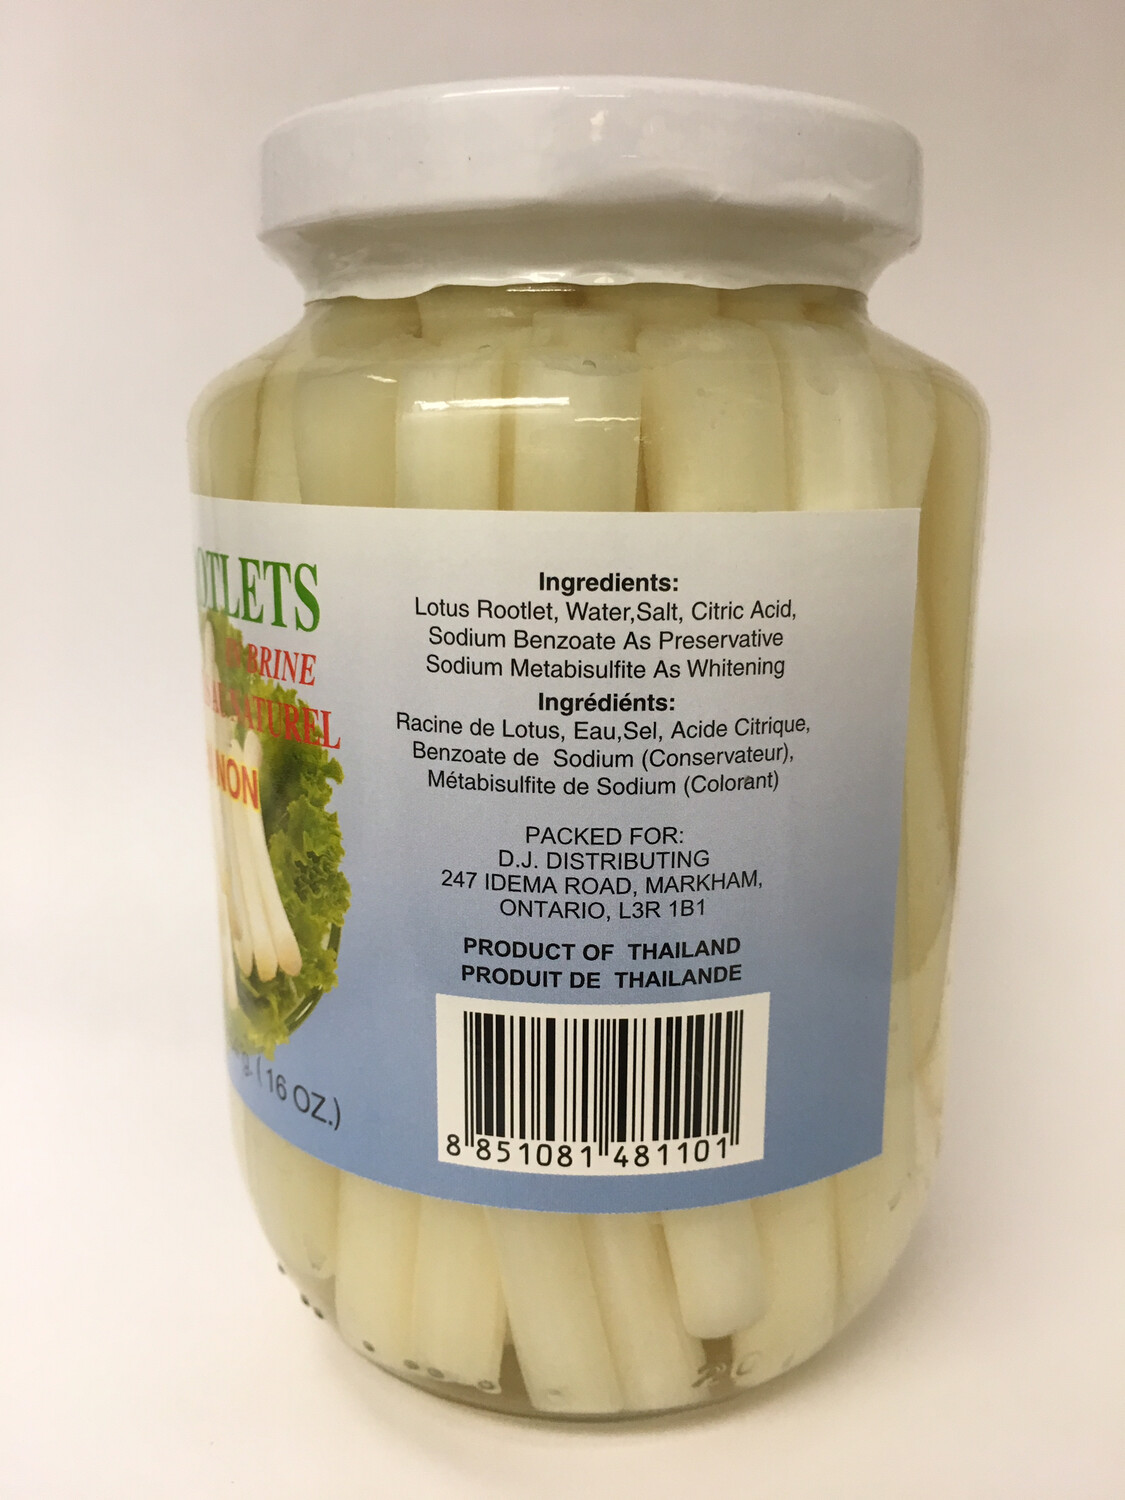 OTLETS
BRINE
NATUREL
NON
g. (16 OZ.)
Ingredients:
Lotus Rootlet, Water,Salt, Citric Acid,
Sodium Benzoate As Preservative
Sodium Metabisulfite As Whitening
Ingrédiénts:
Racine de Lotus, Eau,Sel, Acide Citrique,
Benzoate de Sodium (Conservateur),
Métabisulfite de Sodium (Colorant)
PACKED FOR:
D.J. DISTRIBUTING
247 IDEMA ROAD, MARKHAM,
ONTARIO, L3R 1B1
PRODUCT OF THAILAND
PRODUIT DE THAILANDE
8 851081 481101